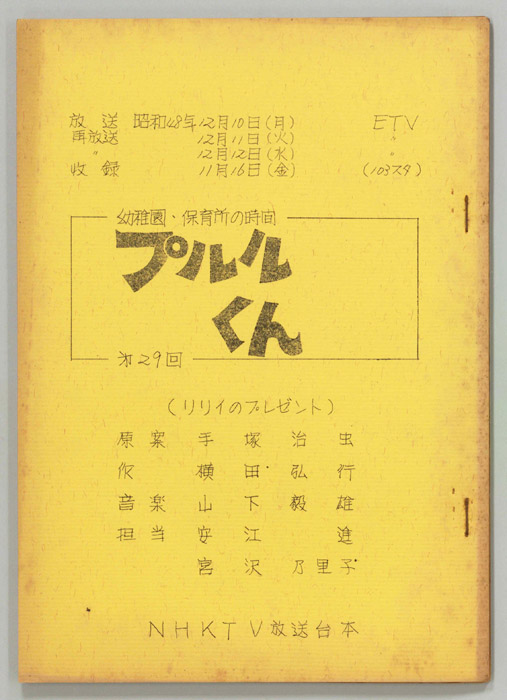 放送 昭和48年12月10日(月) ETV
再放送 12月11日(火) 〃
〃 12月12日(水) 〃
収録 11月16日(金) (103スタ)
幼稚園・保育所の時間
プルル
くん
第29回
(リリイのプレゼント)
原案 手塚治虫
作 横田弘行
音楽 山下毅雄
担当 安江進
宮沢乃里子
NHKTV放送台本